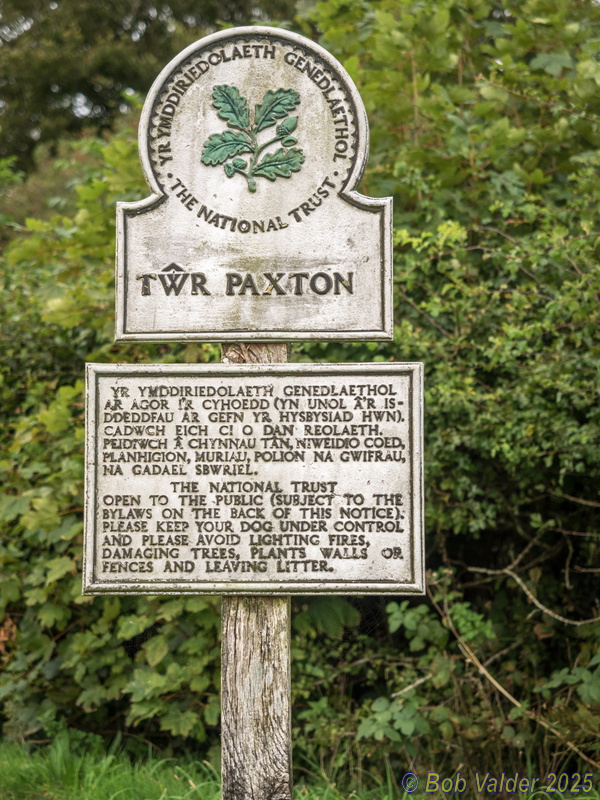 YR YMDDIRIEDOLAETH GENEDLAETHOL
· THE NATIONAL TRUST ·
TŴR PAXTON
YR YMDDIRIEDOLAETH GENEDLAETHOL
AR AGOR I'R CYHOEDD (YN UNOL Â'R IS-
DDEDDFAU AR GEFN YR HYSBYSIAD HWN).
CADWCH EICH CI O DAN REOLAETH.
PEIDIWCH Â CHYNNAU TÂN, NIWEIDIO COED,
PLANHIGION, MURIAU, POLION NA GWIFRAU,
NA GADAEL SBWRIEL.
THE NATIONAL TRUST
OPEN TO THE PUBLIC (SUBJECT TO THE
BYLAWS ON THE BACK OF THIS NOTICE).
PLEASE KEEP YOUR DOG UNDER CONTROL
AND PLEASE AVOID LIGHTING FIRES,
DAMAGING TREES, PLANTS WALLS OR
FENCES AND LEAVING LITTER.
© Bob Valder 2025